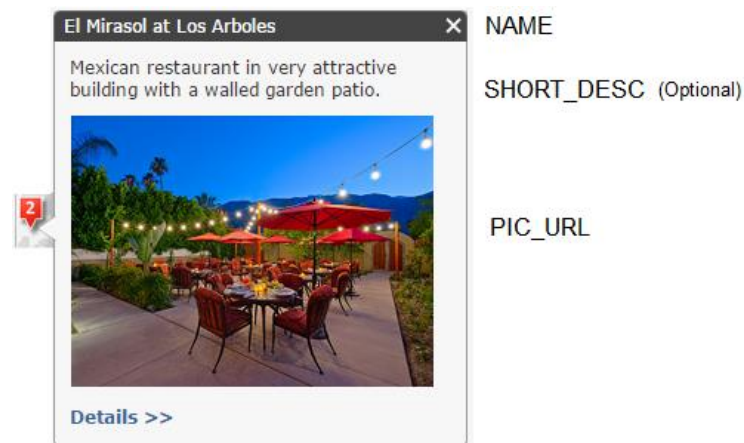 El Mirasol at Los Arboles
NAME
Mexican restaurant in very attractive
building with a walled garden patio.
SHORT_DESC (Optional)
2
PIC_URL
Details >>